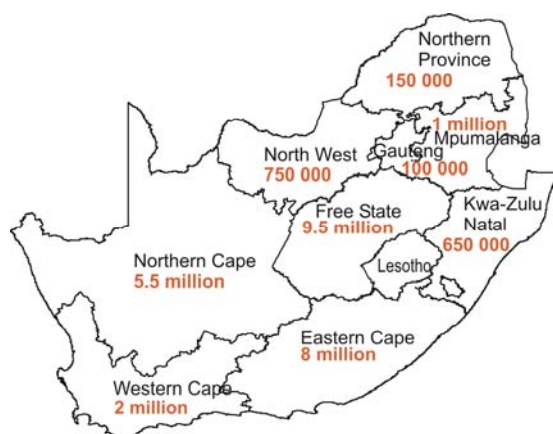 Northern
Province
150 000
1 million
Mpumalanga
Gauteng
100 000
North West
750 000
Kwa-Zulu
Natal
650 000
Free State
9.5 million
Lesotho
Northern Cape
5.5 million
Eastern Cape
8 million
Western Cape
2 million